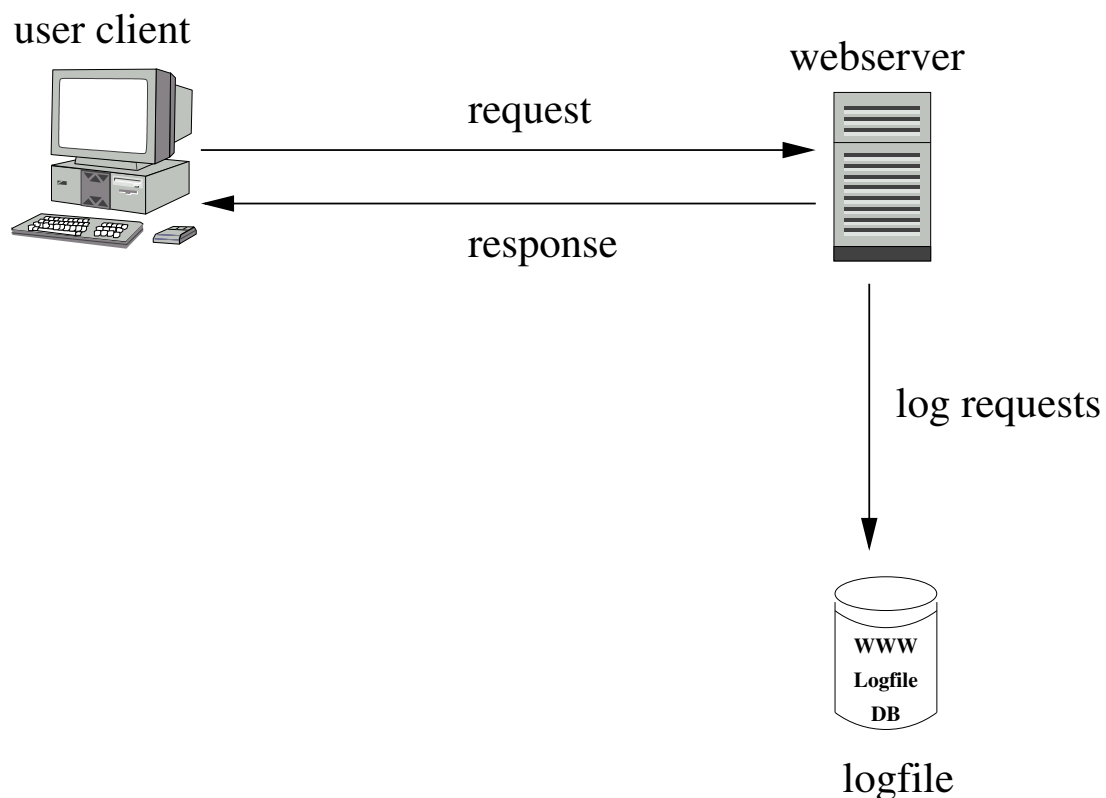 user client
webserver
request
response
log requests
WWW
Logfile
DB
logfile